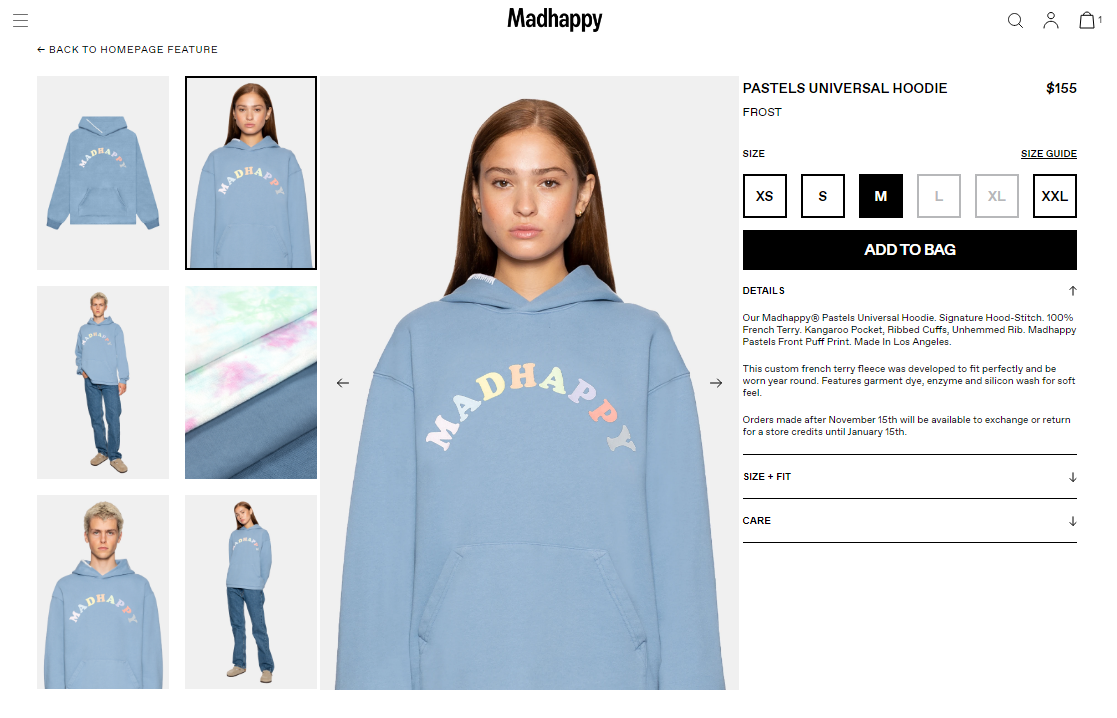 Madhappy
1
← BACK TO HOMEPAGE FEATURE
MADHAPPY
MADHAPPY
MADHAPPY
MADHAPPY
MADHAPPY
MADHAPPY
PASTELS UNIVERSAL HOODIE
$155
FROST
SIZE
SIZE GUIDE
XS
S
M
L
XL
XXL
ADD TO BAG
DETAILS
Our Madhappy® Pastels Universal Hoodie. Signature Hood-Stitch. 100%
French Terry. Kangaroo Pocket, Ribbed Cuffs, Unhemmed Rib. Madhappy
Pastels Front Puff Print. Made In Los Angeles.
This custom french terry fleece was developed to fit perfectly and be
worn year round. Features garment dye, enzyme and silicon wash for soft
feel.
Orders made after November 15th will be available to exchange or return
for a store credits until January 15th.
SIZE + FIT
CARE